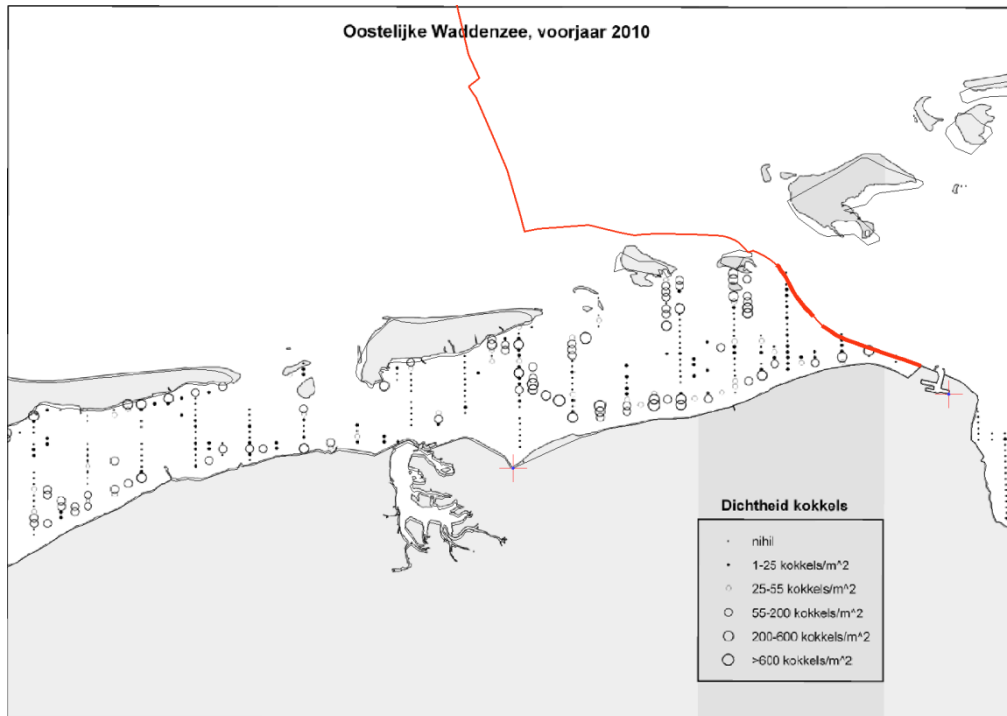 Oostelijke Waddenzee, voorjaar 2010
Dichtheid kokkels
nihil
1-25 kokkels/m^2
25-55 kokkels/m^2
55-200 kokkels/m^2
200-600 kokkels/m^2
>600 kokkels/m^2